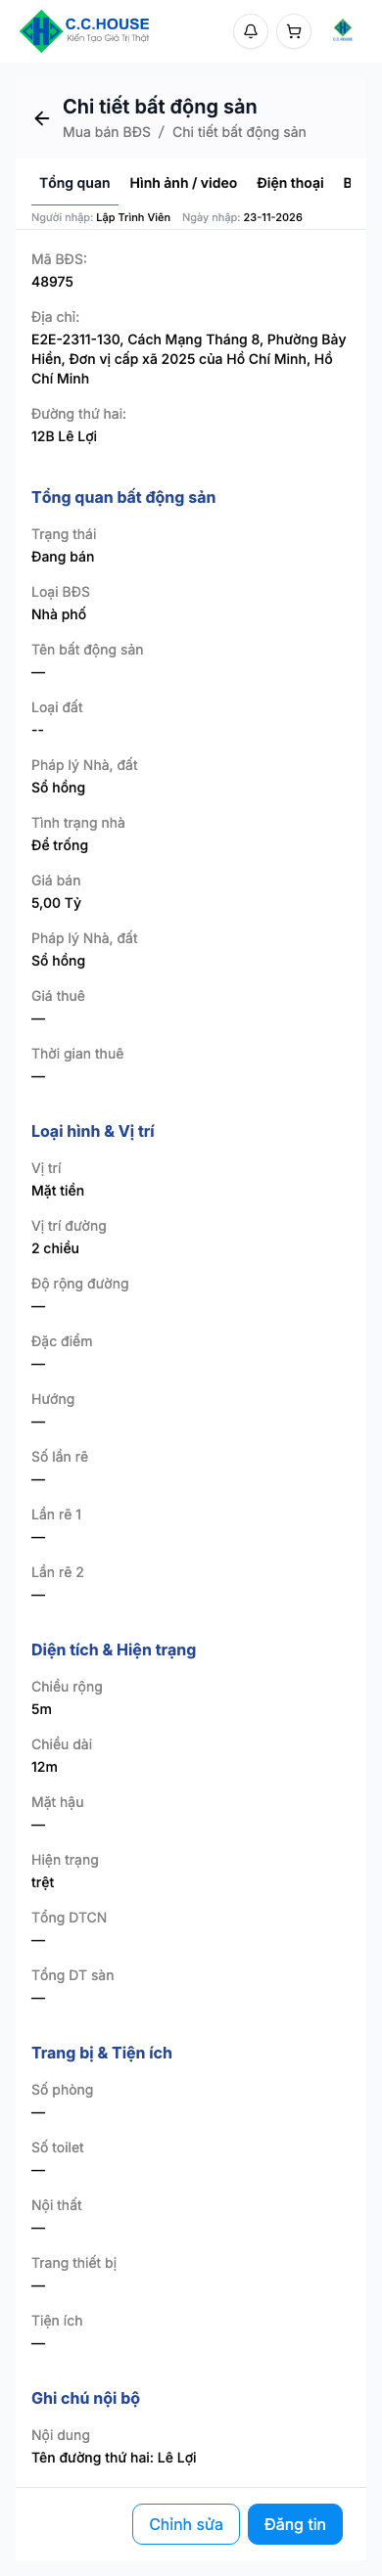 C.C.HOUSE
Kiến Tạo Giá Trị Thật
C.C.HOUSE
Chi tiết bất động sản
Mua bán BĐS / Chi tiết bất động sản
Tổng quan Hình ảnh / video Điện thoại B
Người nhập: Lập Trình Viên Ngày nhập: 23-11-2026
Mã BĐS:
48975
Địa chỉ:
E2E-2311-130, Cách Mạng Tháng 8, Phường Bảy
Hiền, Đơn vị cấp xã 2025 của Hồ Chí Minh, Hồ
Chí Minh
Đường thứ hai:
12B Lê Lợi
Tổng quan bất động sản
Trạng thái
Đang bán
Loại BĐS
Nhà phố
Tên bất động sản
—
Loại đất
--
Pháp lý Nhà, đất
Sổ hồng
Tình trạng nhà
Để trống
Giá bán
5,00 Tỷ
Pháp lý Nhà, đất
Sổ hồng
Giá thuê
—
Thời gian thuê
—
Loại hình & Vị trí
Vị trí
Mặt tiền
Vị trí đường
2 chiều
Độ rộng đường
—
Đặc điểm
—
Hướng
—
Số lần rẽ
—
Lần rẽ 1
—
Lần rẽ 2
—
Diện tích & Hiện trạng
Chiều rộng
5m
Chiều dài
12m
Mặt hậu
—
Hiện trạng
trệt
Tổng DTCN
—
Tổng DT sàn
—
Trang bị & Tiện ích
Số phòng
—
Số toilet
—
Nội thất
—
Trang thiết bị
—
Tiện ích
—
Ghi chú nội bộ
Nội dung
Tên đường thứ hai: Lê Lợi
Chỉnh sửa Đăng tin